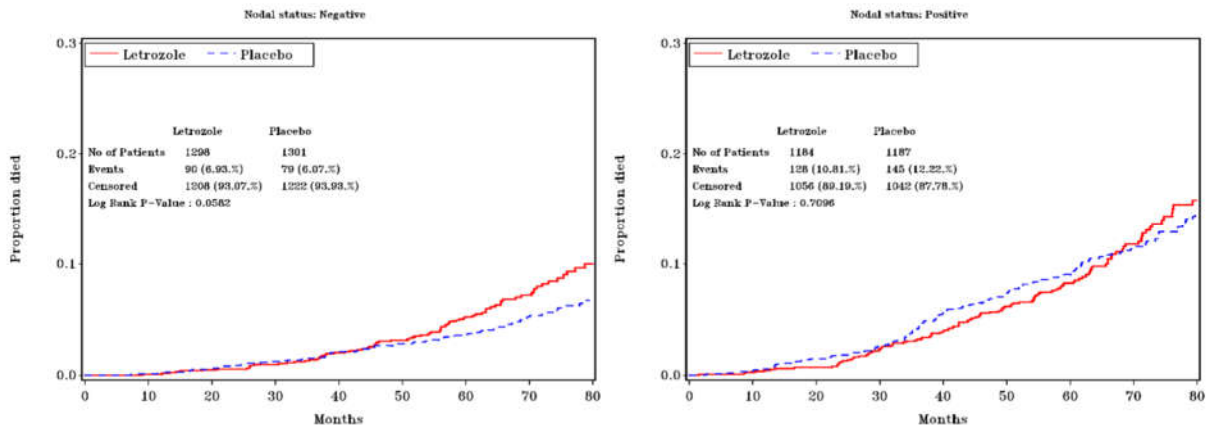 Nodal status: Negative
0.3
Letrozole Placebo
Letrozole Placebo
0.2
No of Patients 1298 1301
Events 90 (6.93.%) 79 (6.07.%)
Censored 1208 (93.07.%) 1222 (93.93.%)
Log Rank P-Value : 0.0582
Proportion died
0.1
0.0
0 10 20 30 40 50 60 70 80
Months
Nodal status: Positive
0.3
Letrozole Placebo
Letrozole Placebo
0.2
No of Patients 1184 1187
Events 128 (10.81.%) 145 (12.22.%)
Censored 1056 (89.19.%) 1042 (87.78.%)
Log Rank P-Value : 0.7096
Proportion died
0.1
0.0
0 10 20 30 40 50 60 70 80
Months